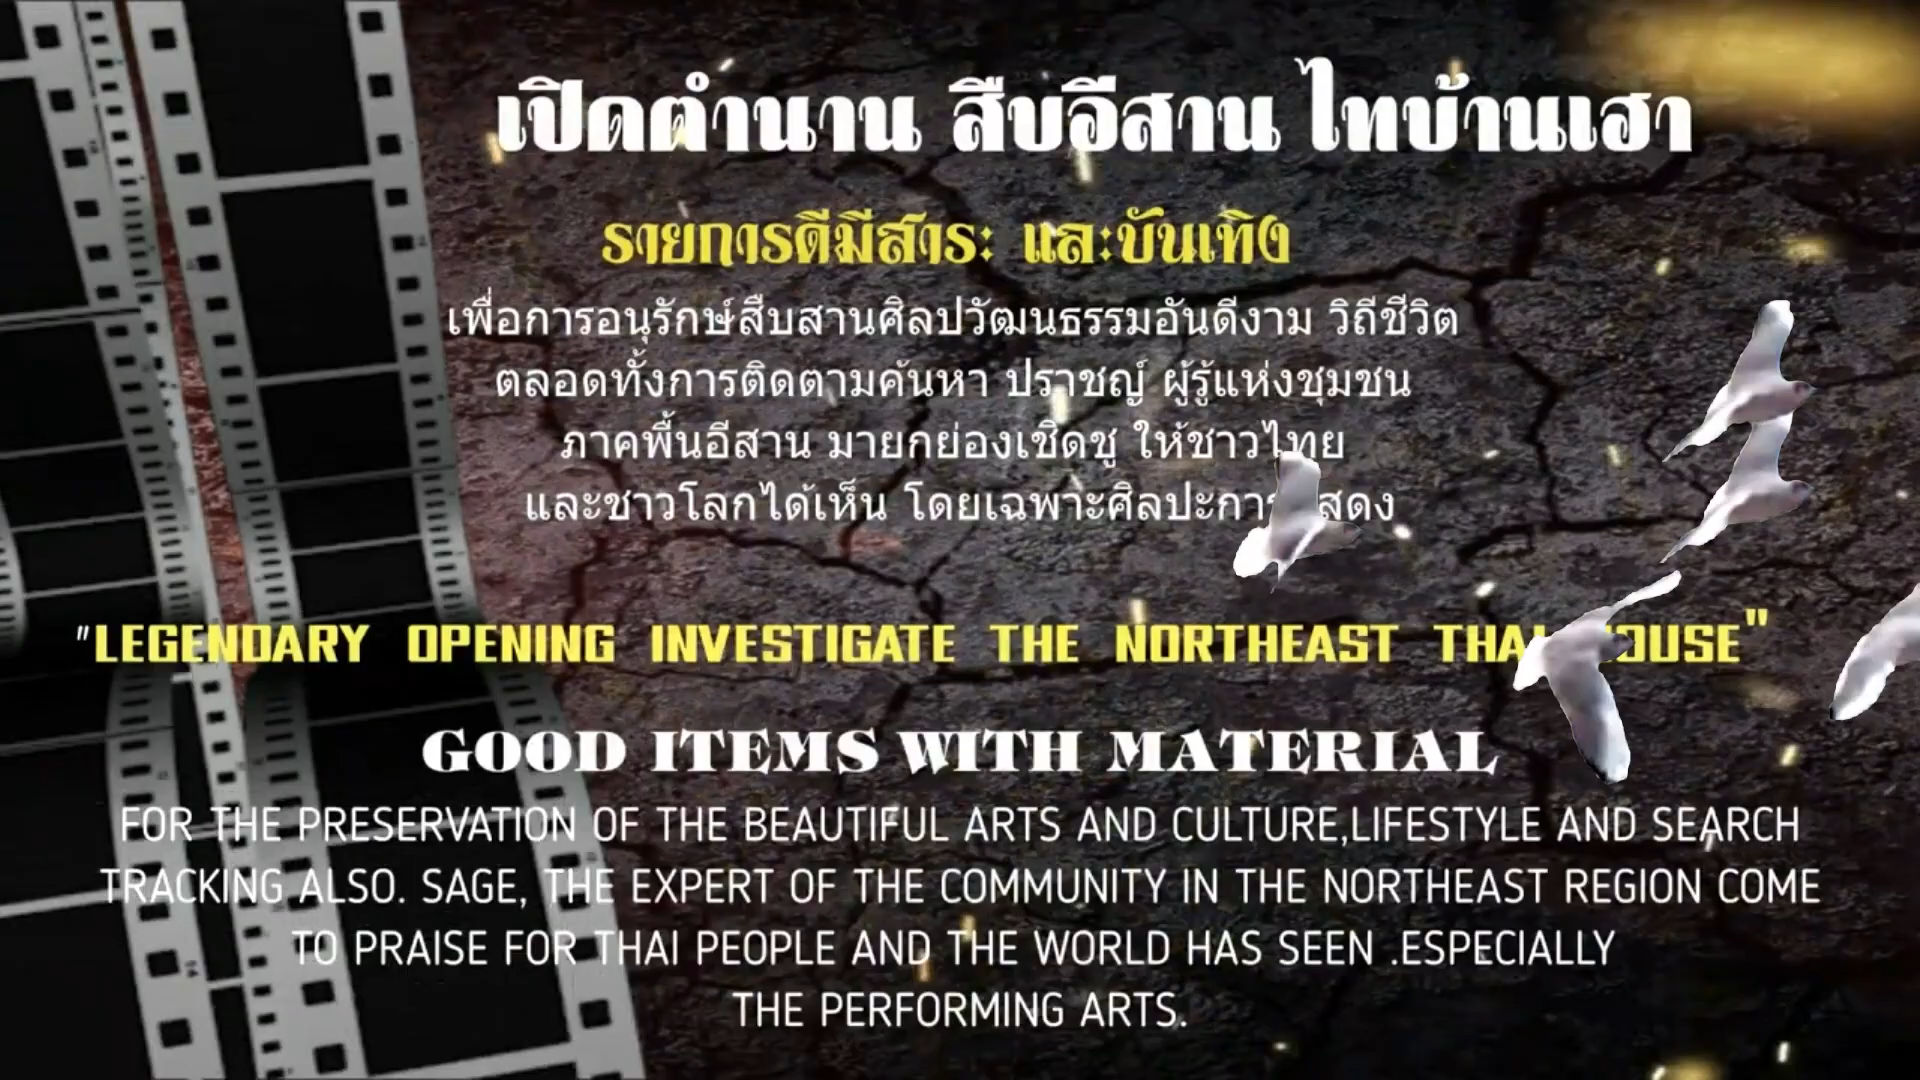 เปิดตำนาน สืบอีสาน ไทบ้านเฮา
รายการดีมีสาระ และบันเทิง
เพื่อการอนุรักษ์สืบสานศิลปวัฒนธรรมอันดีงาม วิถีชีวิต
ตลอดทั้งการติดตามค้นหา ปราชญ์ ผู้รู้แห่งชุมชน
ภาคพื้นอีสาน มายกย่องเชิดชู ให้ชาวไทย
และชาวโลกได้เห็น โดยเฉพาะศิลปะการแสดง
"LEGENDARY OPENING INVESTIGATE THE NORTHEAST THAI HOUSE"
GOOD ITEMS WITH MATERIAL
FOR THE PRESERVATION OF THE BEAUTIFUL ARTS AND CULTURE,LIFESTYLE AND SEARCH
TRACKING ALSO. SAGE, THE EXPERT OF THE COMMUNITY IN THE NORTHEAST REGION COME
TO PRAISE FOR THAI PEOPLE AND THE WORLD HAS SEEN .ESPECIALLY
THE PERFORMING ARTS.